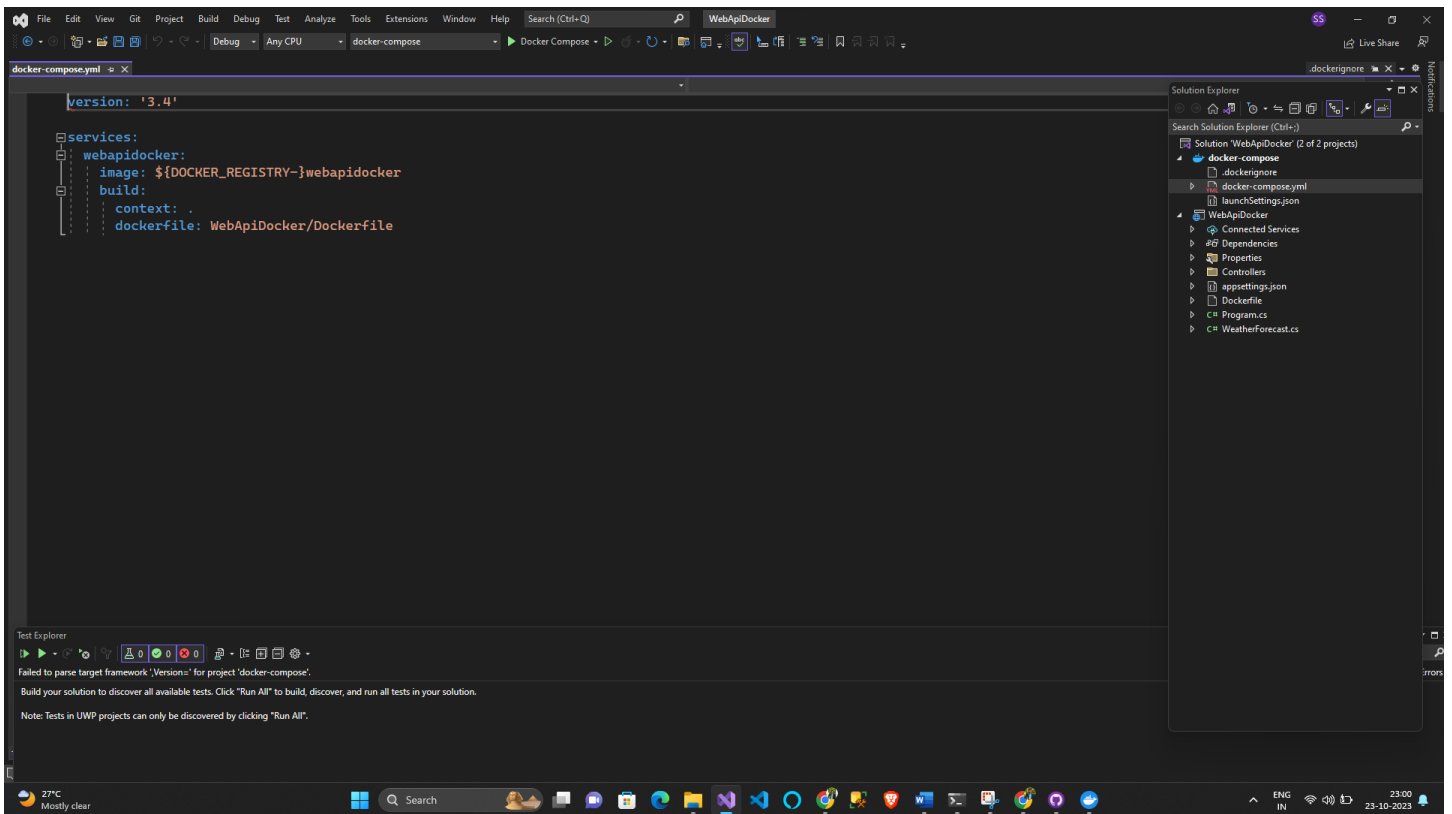 File Edit View Git Project Build Debug Test Analyze Tools Extensions Window Help Search (Ctrl+Q) WebApiDocker SS
Debug Any CPU docker-compose Docker Compose Live Share
docker-compose.yml .dockerignore
Notifications
version: '3.4'
services:
webapidocker:
image: ${DOCKER_REGISTRY-}webapidocker
build:
context: .
dockerfile: WebApiDocker/Dockerfile
Solution Explorer
Search Solution Explorer (Ctrl+;)
Solution 'WebApiDocker' (2 of 2 projects)
docker-compose
.dockerignore
docker-compose.yml
launchSettings.json
WebApiDocker
Connected Services
Dependencies
Properties
Controllers
appsettings.json
Dockerfile
C# Program.cs
C# WeatherForecast.cs
Test Explorer
0 0 0
Failed to parse target framework ',Version=' for project 'docker-compose'.
Build your solution to discover all available tests. Click "Run All" to build, discover, and run all tests in your solution.
Note: Tests in UWP projects can only be discovered by clicking "Run All".
27°C
Mostly clear
Search
ENG
IN
23:00
23-10-2023